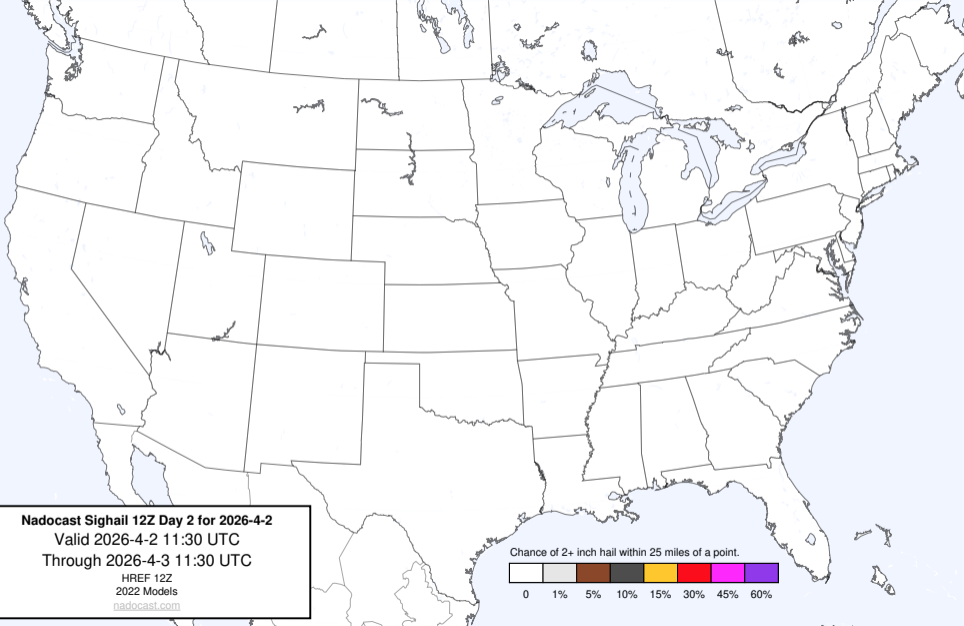 Nadocast Sighail 12Z Day 2 for 2026-4-2
Valid 2026-4-2 11:30 UTC
Through 2026-4-3 11:30 UTC
HREF 12Z
2022 Models
nadocast.com
Chance of 2+ inch hail within 25 miles of a point.
0 1% 5% 10% 15% 30% 45% 60%